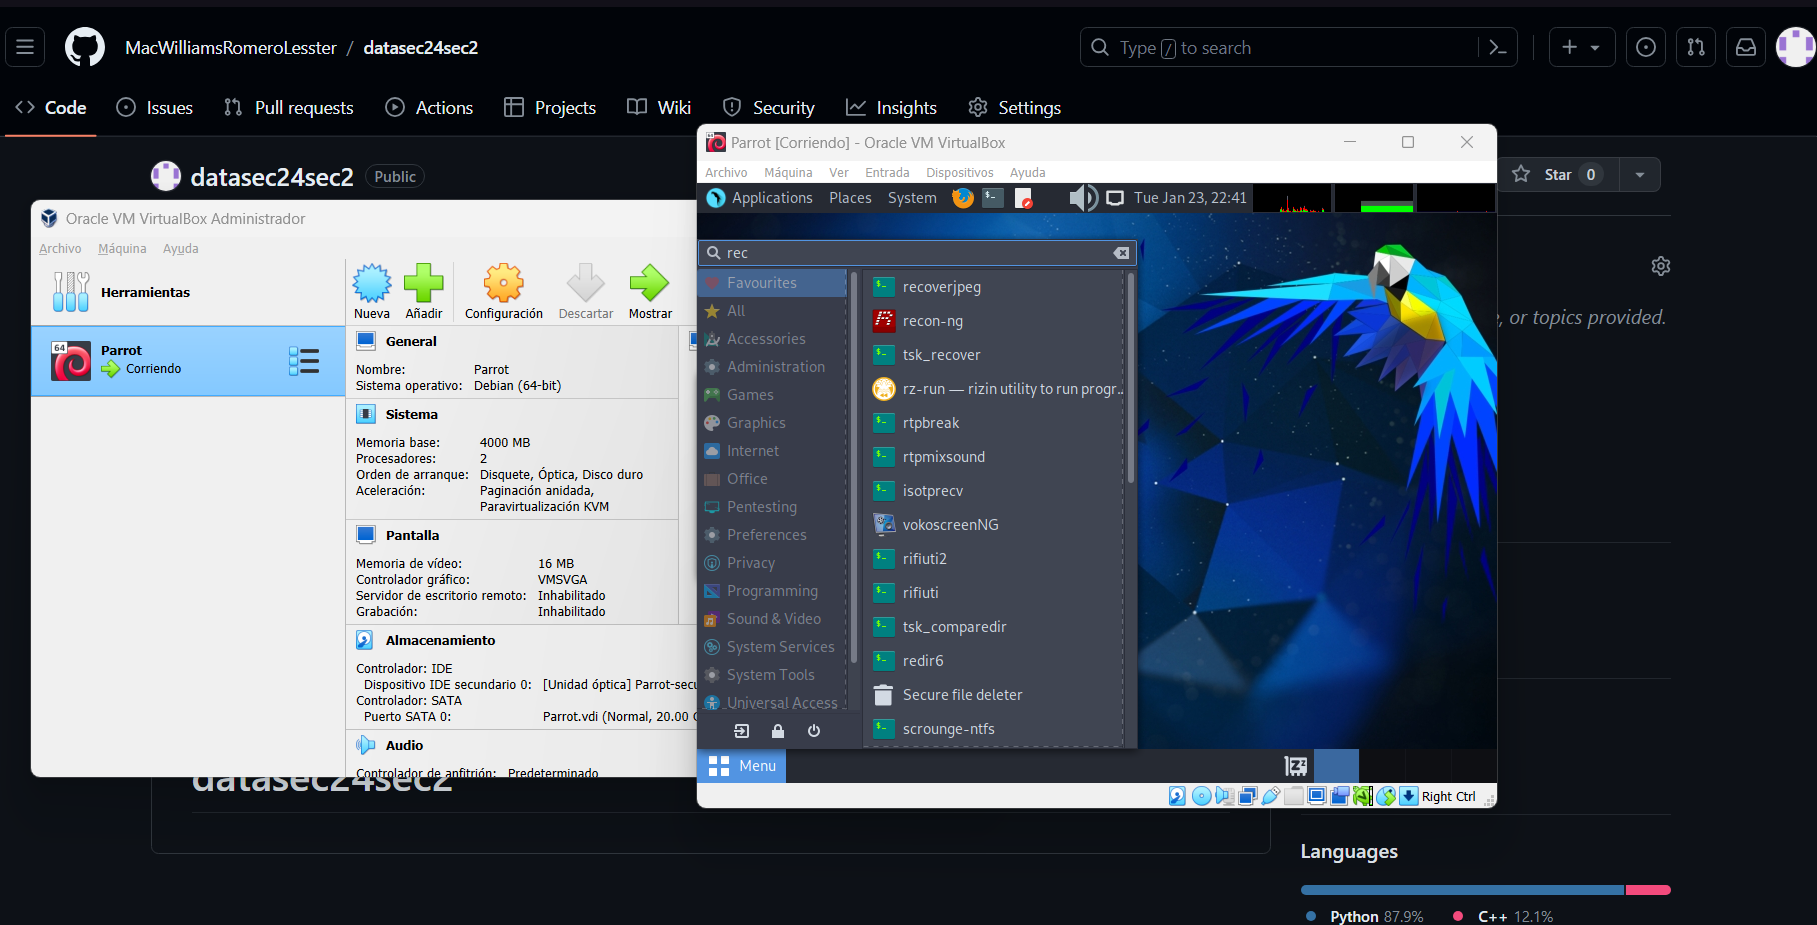 MacWilliamsRomeroLesster / datasec24sec2
Type / to search
Code
Issues
Pull requests
Actions
Projects
Wiki
Security
Insights
Settings
datasec24sec2
Public
Star 0
or topics provided.
Oracle VM VirtualBox Administrador
Archivo Máquina Ayuda
Herramientas
Nueva
Añadir
Configuración
Descartar
Mostrar
64
Parrot
Corriendo
General
Nombre: Parrot
Sistema operativo: Debian (64-bit)
Sistema
Memoria base: 4000 MB
Procesadores: 2
Orden de arranque: Disquete, Óptica, Disco duro
Aceleración: Paginación anidada,
Paravirtualización KVM
Pantalla
Memoria de vídeo: 16 MB
Controlador gráfico: VMSVGA
Servidor de escritorio remoto: Inhabilitado
Grabación: Inhabilitado
Almacenamiento
Controlador: IDE
Dispositivo IDE secundario 0: [Unidad óptica] Parrot-secu
Controlador: SATA
Puerto SATA 0: Parrot.vdi (Normal, 20.00 G
Audio
Controlador de anfitrión: Predeterminado
datasec24sec2
Parrot [Corriendo] - Oracle VM VirtualBox
Archivo Máquina Ver Entrada Dispositivos Ayuda
Applications Places System Tue Jan 23, 22:41
rec
Favourites
All
Accessories
Administration
Games
Graphics
Internet
Office
Pentesting
Preferences
Privacy
Programming
Sound & Video
System Services
System Tools
Universal Access
recoverjpeg
recon-ng
tsk_recover
rz-run — rizin utility to run progr..
rtpbreak
rtpmixsound
isotprecv
vokoscreenNG
rifiuti2
rifiuti
tsk_comparedir
redir6
Secure file deleter
scrounge-ntfs
Menu
Right Ctrl
Languages
Python 87.9% C++ 12.1%